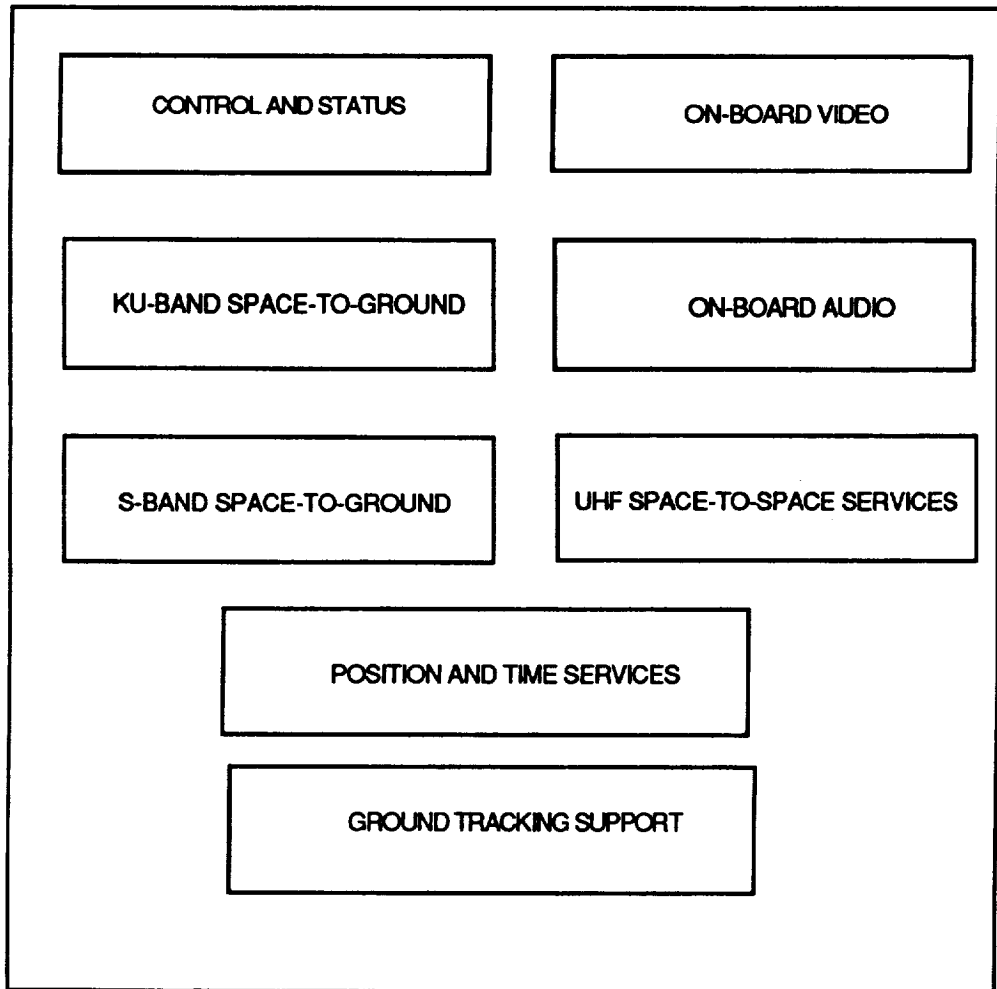 CONTROL AND STATUS
ON-BOARD VIDEO
KU-BAND SPACE-TO-GROUND
ON-BOARD AUDIO
S-BAND SPACE-TO-GROUND
UHF SPACE-TO-SPACE SERVICES
POSITION AND TIME SERVICES
GROUND TRACKING SUPPORT